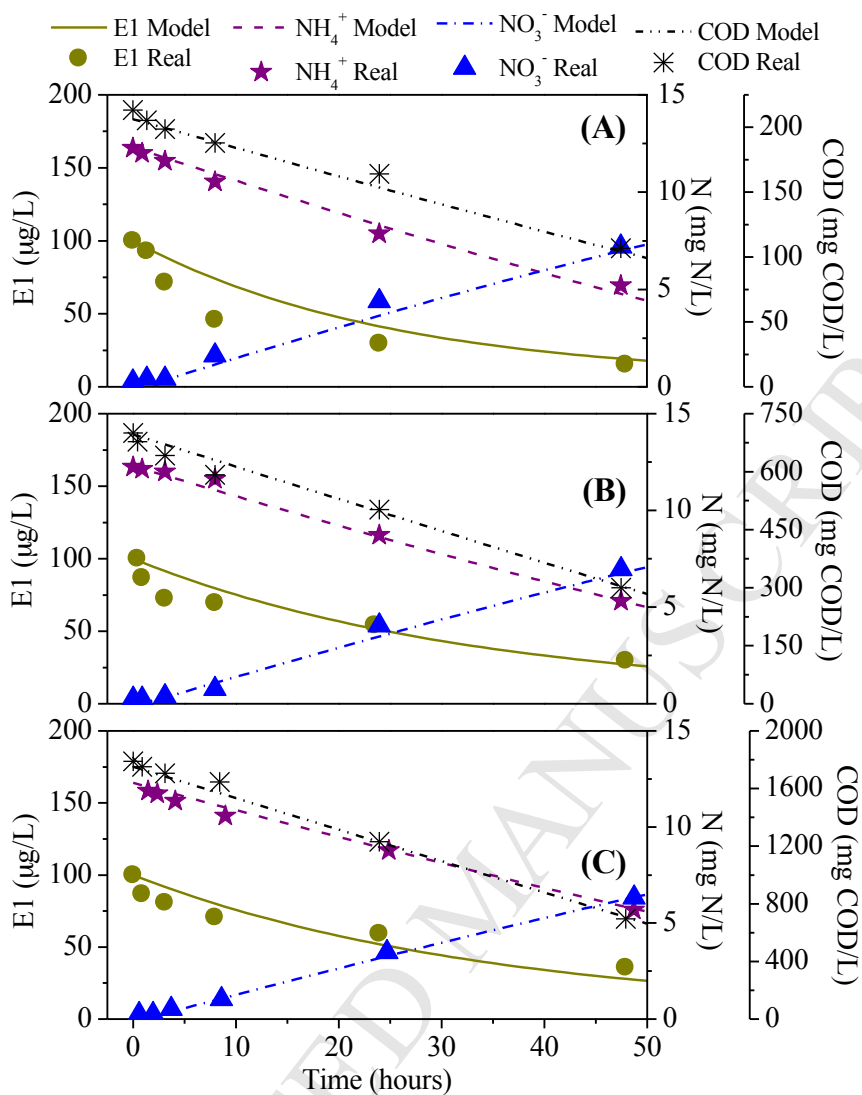 E1 Model NH₄⁺ Model NO₃⁻ Model COD Model
E1 Real NH₄⁺ Real NO₃⁻ Real COD Real
(A)
200
150
100
50
0
E1 (µg/L)
15
10
5
0
N (mg N/L)
200
150
100
50
0
COD (mg COD/L)
(B)
200
150
100
50
0
E1 (µg/L)
15
10
5
0
N (mg N/L)
750
600
450
300
150
0
COD (mg COD/L)
(C)
200
150
100
50
0
E1 (µg/L)
15
10
5
0
N (mg N/L)
2000
1600
1200
800
400
0
COD (mg COD/L)
0 10 20 30 40 50
Time (hours)
TED MANUSCRIP